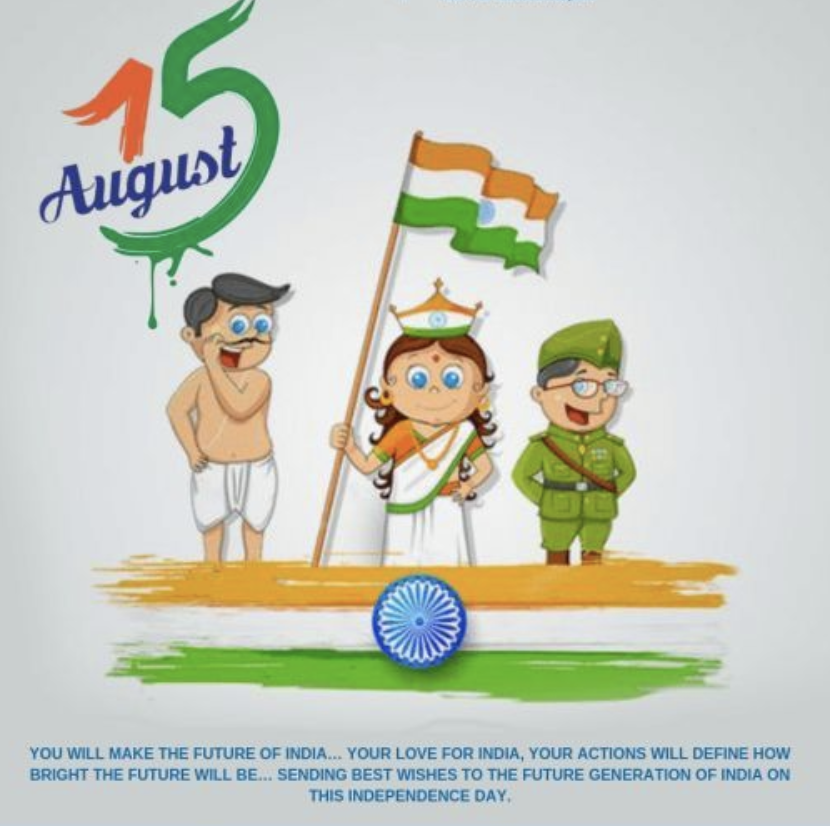 15
August
YOU WILL MAKE THE FUTURE OF INDIA... YOUR LOVE FOR INDIA, YOUR ACTIONS WILL DEFINE HOW
BRIGHT THE FUTURE WILL BE... SENDING BEST WISHES TO THE FUTURE GENERATION OF INDIA ON
THIS INDEPENDENCE DAY.